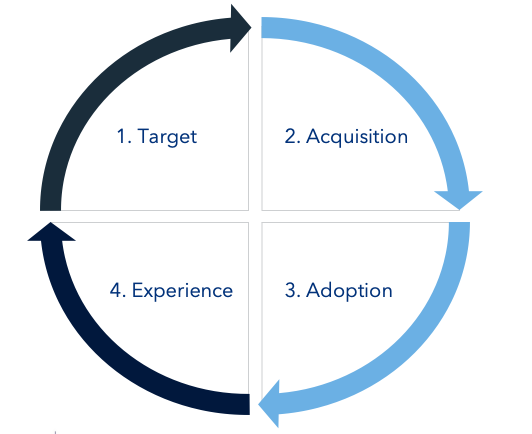 1. Target
2. Acquisition
4. Experience
3. Adoption